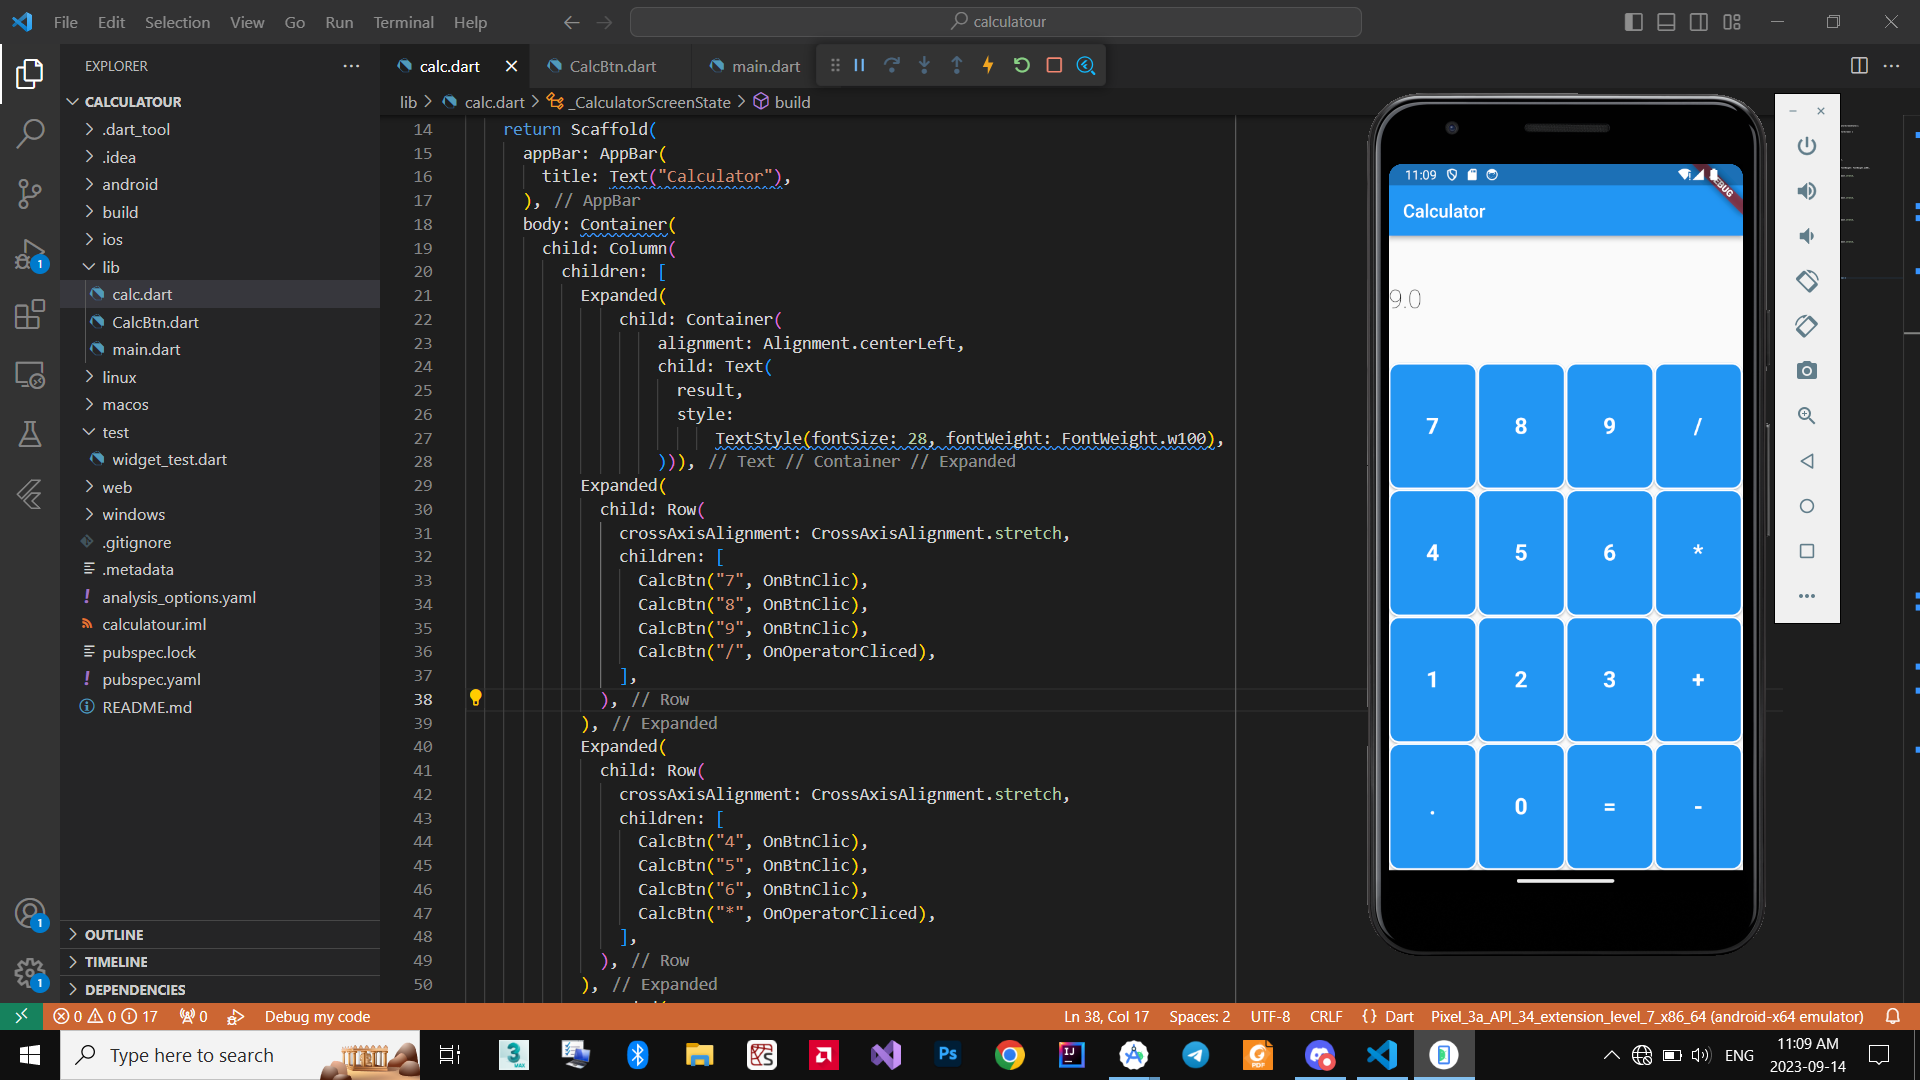 File Edit Selection View Go Run Terminal Help
calculatour
EXPLORER
CALCULATOUR
.dart_tool
.idea
android
build
ios
lib
calc.dart
CalcBtn.dart
main.dart
linux
macos
test
widget_test.dart
web
windows
.gitignore
.metadata
analysis_options.yaml
calculatour.iml
pubspec.lock
pubspec.yaml
README.md
OUTLINE
TIMELINE
DEPENDENCIES
1
1
1
calc.dart CalcBtn.dart main.dart
lib > calc.dart > _CalculatorScreenState > build
14 return Scaffold(
15 appBar: AppBar(
16 title: Text("Calculator"),
17 ), // AppBar
18 body: Container(
19 child: Column(
20 children: [
21 Expanded(
22 child: Container(
23 alignment: Alignment.centerLeft,
24 child: Text(
25 result,
26 style:
27 TextStyle(fontSize: 28, fontWeight: FontWeight.w100),
28 ))), // Text // Container // Expanded
29 Expanded(
30 child: Row(
31 crossAxisAlignment: CrossAxisAlignment.stretch,
32 children: [
33 CalcBtn("7", OnBtnClic),
34 CalcBtn("8", OnBtnClic),
35 CalcBtn("9", OnBtnClic),
36 CalcBtn("/", OnOperatorCliced),
37 ],
38 ), // Row
39 ), // Expanded
40 Expanded(
41 child: Row(
42 crossAxisAlignment: CrossAxisAlignment.stretch,
43 children: [
44 CalcBtn("4", OnBtnClic),
45 CalcBtn("5", OnBtnClic),
46 CalcBtn("6", OnBtnClic),
47 CalcBtn("*", OnOperatorCliced),
48 ],
49 ), // Row
50 ), // Expanded
11:09
Calculator
9.0
7 8 9 /
4 5 6 *
1 2 3 +
. 0 = -
0 0 17 0 Debug my code
Ln 38, Col 17 Spaces: 2 UTF-8 CRLF {} Dart Pixel_3a_API_34_extension_level_7_x86_64 (android-x64 emulator)
Type here to search
3
MAX
Ps
IJ
PDF
ENG
11:09 AM
2023-09-14